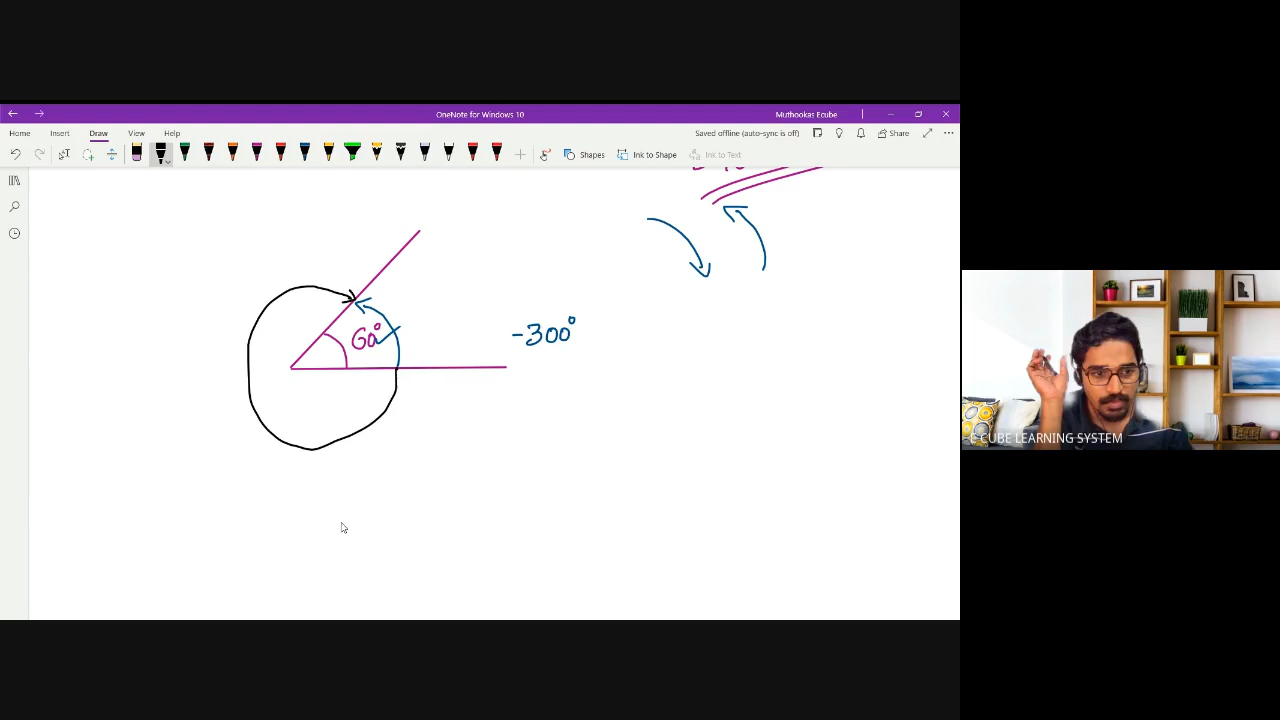 OneNote for Windows 10
Muthookas Ecube
Home Insert Draw View Help
Saved offline (auto-sync is off)
Share
Shapes
Ink to Shape
Ink to Text
60°
-300°
E CUBE LEARNING SYSTEM